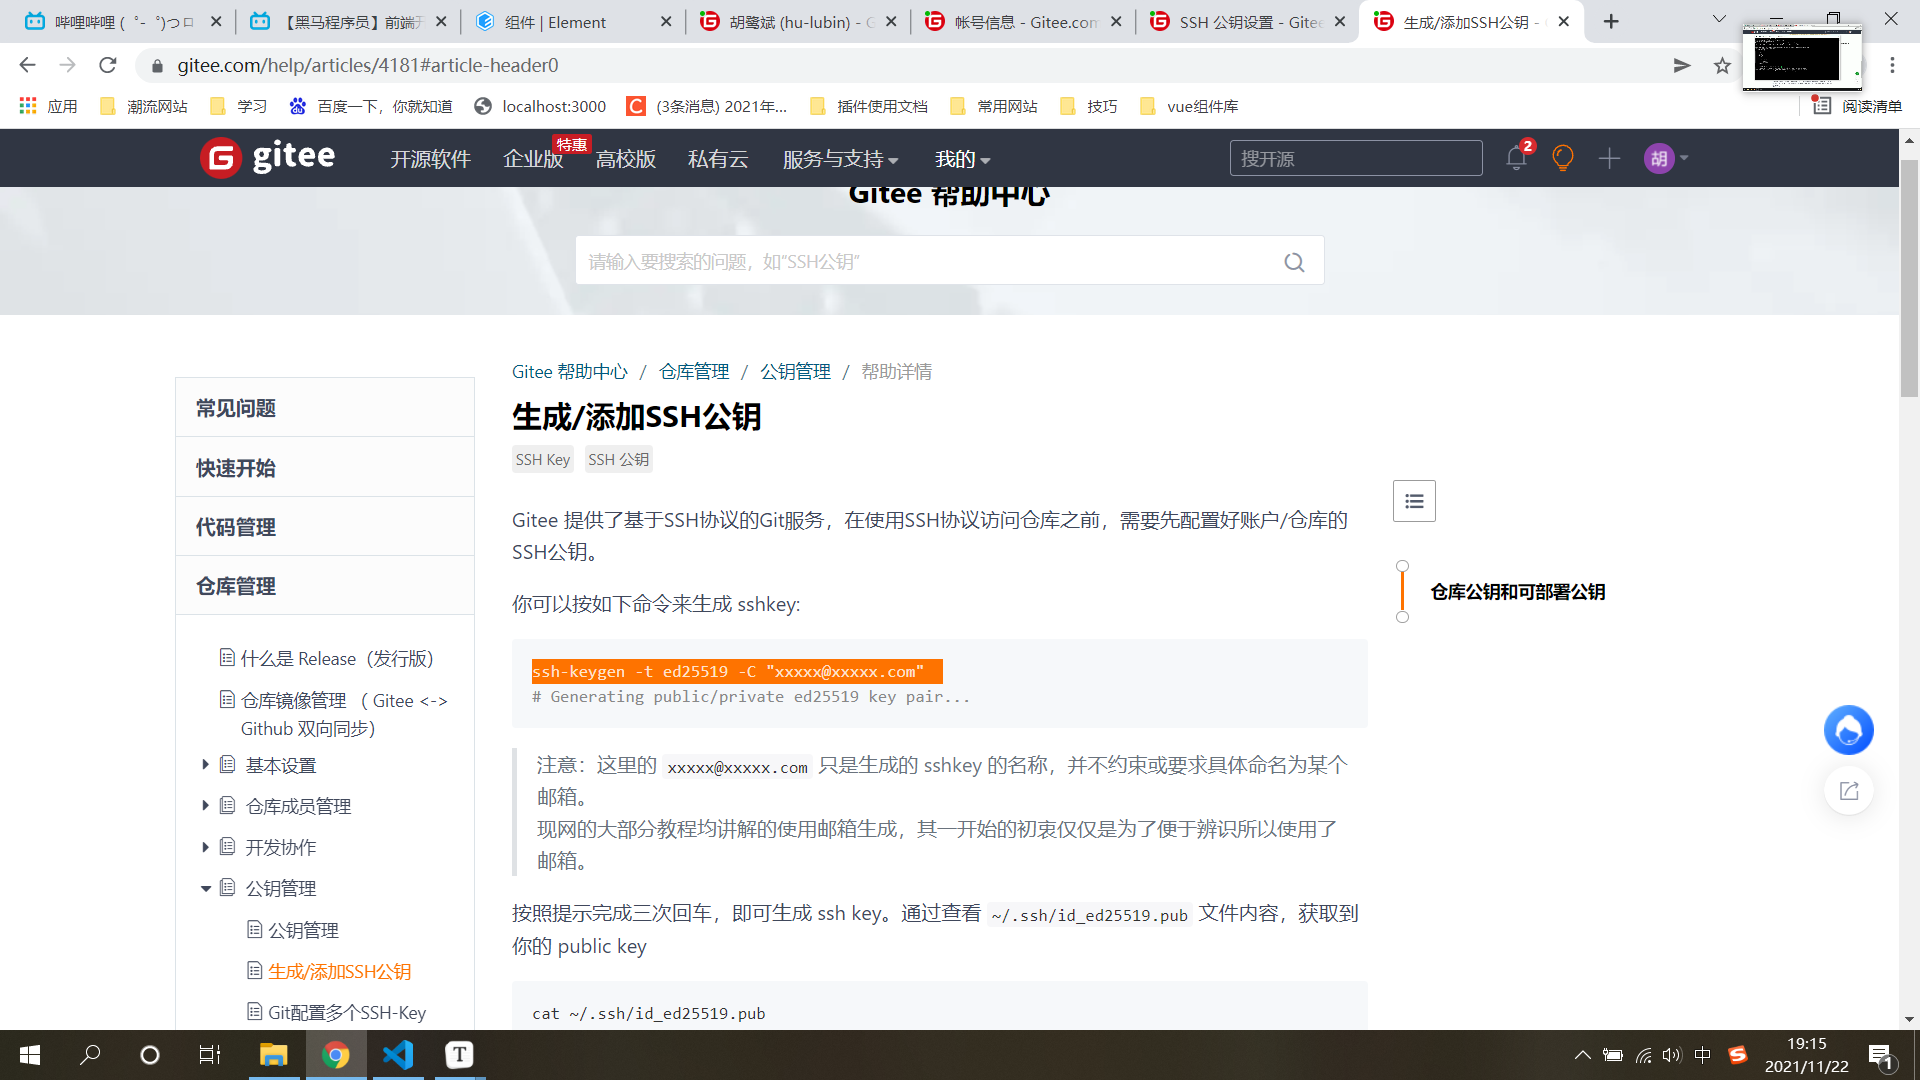 哔哩哔哩 ( ゜- ゜)つロ
【黑马程序员】前端开
组件 | Element
胡鹭斌 (hu-lubin) - G
帐号信息 - Gitee.com
SSH 公钥设置 - Gitee
生成/添加SSH公钥 - G
gitee.com/help/articles/4181#article-header0
应用
潮流网站
学习
百度一下，你就知道
localhost:3000
(3条消息) 2021年...
插件使用文档
常用网站
技巧
vue组件库
阅读清单
gitee
开源软件
企业版
特惠
高校版
私有云
服务与支持
我的
搜开源
2
胡
Gitee 帮助中心
请输入要搜索的问题，如“SSH公钥”
常见问题
快速开始
代码管理
仓库管理
什么是 Release（发行版）
仓库镜像管理 （ Gitee <->
Github 双向同步）
基本设置
仓库成员管理
开发协作
公钥管理
公钥管理
生成/添加SSH公钥
Git配置多个SSH-Key
Gitee 帮助中心 / 仓库管理 / 公钥管理 / 帮助详情
生成/添加SSH公钥
SSH Key SSH 公钥
Gitee 提供了基于SSH协议的Git服务，在使用SSH协议访问仓库之前，需要先配置好账户/仓库的
SSH公钥。
你可以按如下命令来生成 sshkey:
ssh-keygen -t ed25519 -C "xxxxx@xxxxx.com"
# Generating public/private ed25519 key pair...
注意：这里的 xxxxx@xxxxx.com 只是生成的 sshkey 的名称，并不约束或要求具体命名为某个
邮箱。
现网的大部分教程均讲解的使用邮箱生成，其一开始的初衷仅仅是为了便于辨识所以使用了
邮箱。
按照提示完成三次回车，即可生成 ssh key。通过查看 ~/.ssh/id_ed25519.pub 文件内容，获取到
你的 public key
cat ~/.ssh/id_ed25519.pub
仓库公钥和可部署公钥
T
中
19:15
2021/11/22
1